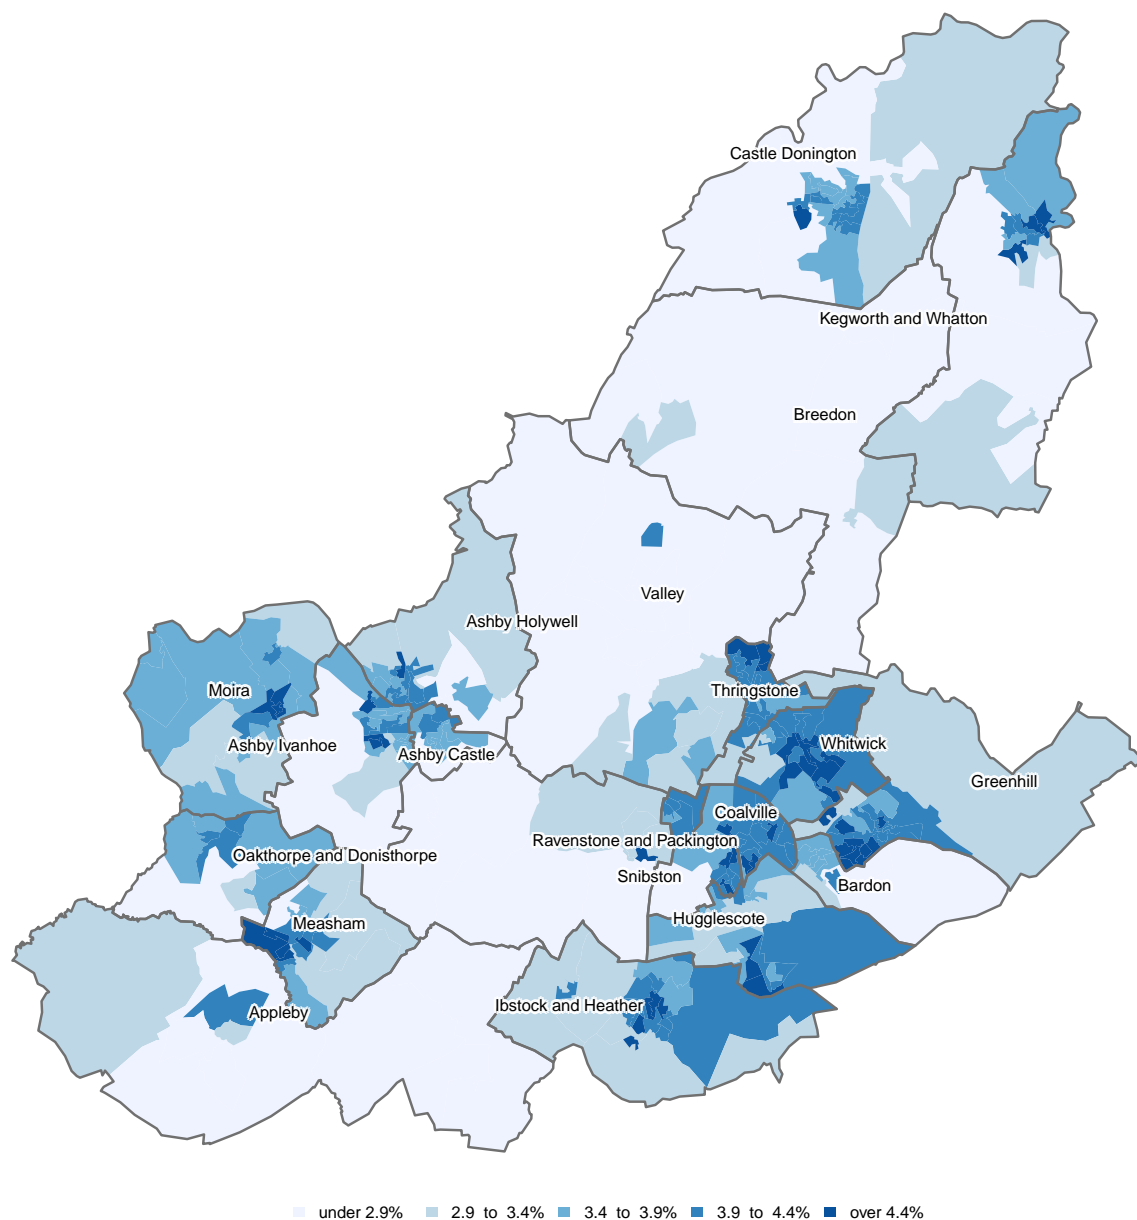 Castle Donington
Kegworth and Whatton
Breedon
Valley
Ashby Holywell
Moira
Thringstone
Ashby Ivanhoe
Ashby Castle
Whitwick
Greenhill
Coalville
Ravenstone and Packington
Oakthorpe and Donisthorpe
Snibston
Bardon
Measham
Hugglescote
Ibstock and Heather
Appleby
under 2.9% 2.9 to 3.4% 3.4 to 3.9% 3.9 to 4.4% over 4.4%